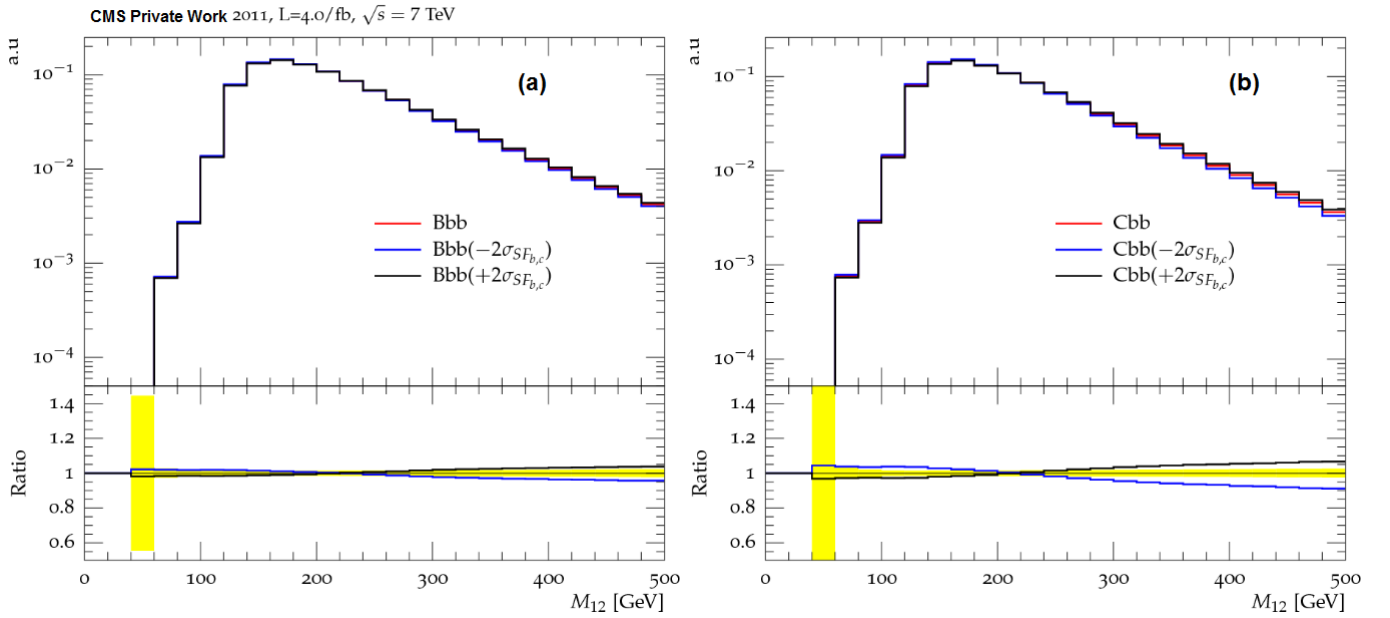 CMS Private Work 2011, L=4.0/fb, √s = 7 TeV
a.u
10⁻¹
10⁻²
10⁻³
10⁻⁴
(a)
Bbb
Bbb(−2σ_{SF_{b,c}})
Bbb(+2σ_{SF_{b,c}})
Ratio
1.4
1.2
1
0.8
0.6
0 100 200 300 400 500
M₁₂ [GeV]
a.u
10⁻¹
10⁻²
10⁻³
10⁻⁴
(b)
Cbb
Cbb(−2σ_{SF_{b,c}})
Cbb(+2σ_{SF_{b,c}})
Ratio
1.4
1.2
1
0.8
0.6
0 100 200 300 400 500
M₁₂ [GeV]